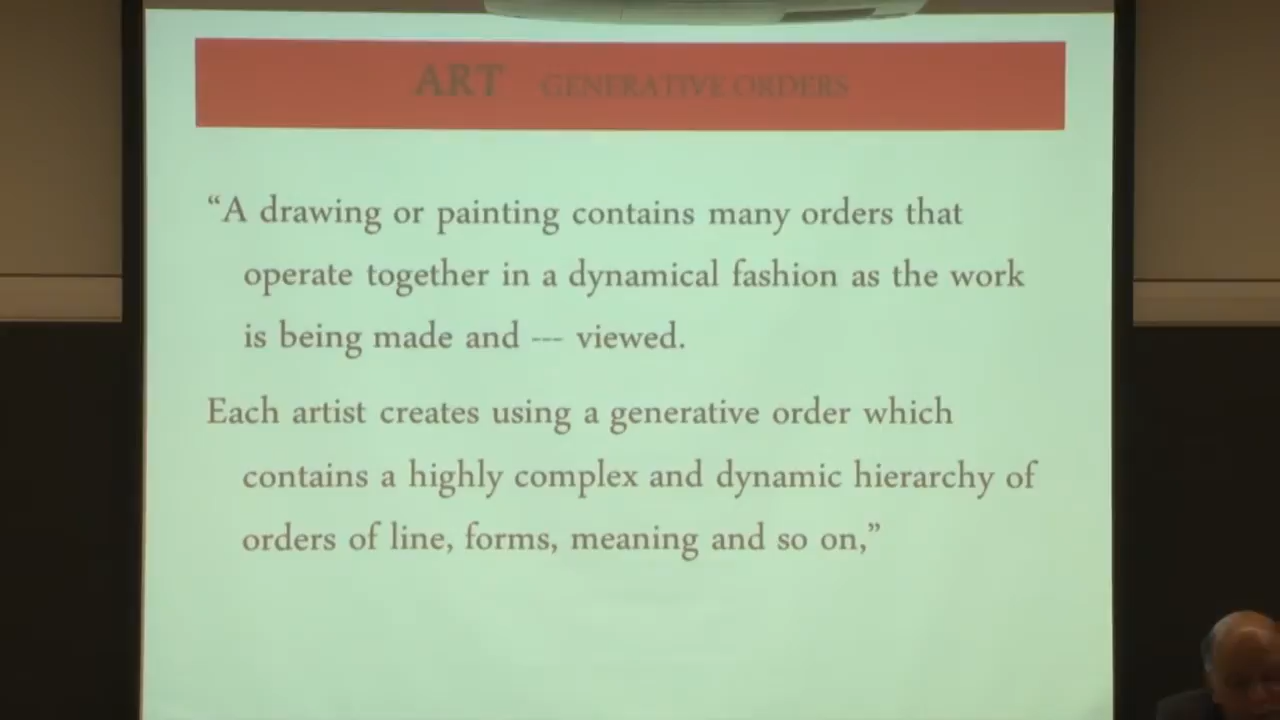 ART GENERATIVE ORDERS
“A drawing or painting contains many orders that
operate together in a dynamical fashion as the work
is being made and --- viewed.
Each artist creates using a generative order which
contains a highly complex and dynamic hierarchy of
orders of line, forms, meaning and so on,”